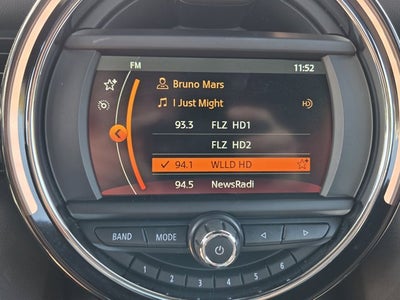 FM 11:52
Bruno Mars
I Just Might HD
93.3 FLZ HD1
FLZ HD2
94.1 WLLD HD
94.5 NewsRadi
BAND MODE
1 2 3 4 5 6